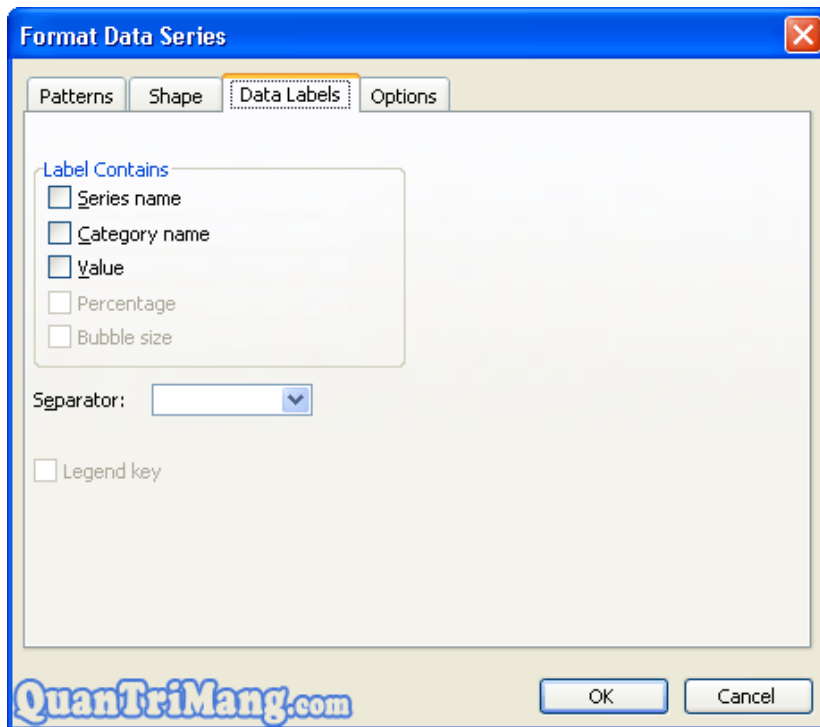 Format Data Series
Patterns Shape Data Labels Options
Label Contains
Series name
Category name
Value
Percentage
Bubble size
Separator:
Legend key
QuanTriMang.com
OK Cancel